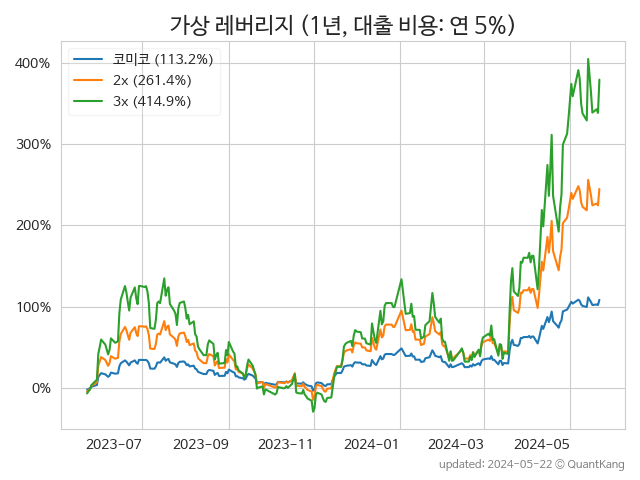 가상 레버리지 (1년, 대출 비용: 연 5%)
코미코 (113.2%)
2x (261.4%)
3x (414.9%)
400%
300%
200%
100%
0%
2023-07 2023-09 2023-11 2024-01 2024-03 2024-05
updated: 2024-05-22 © QuantKang